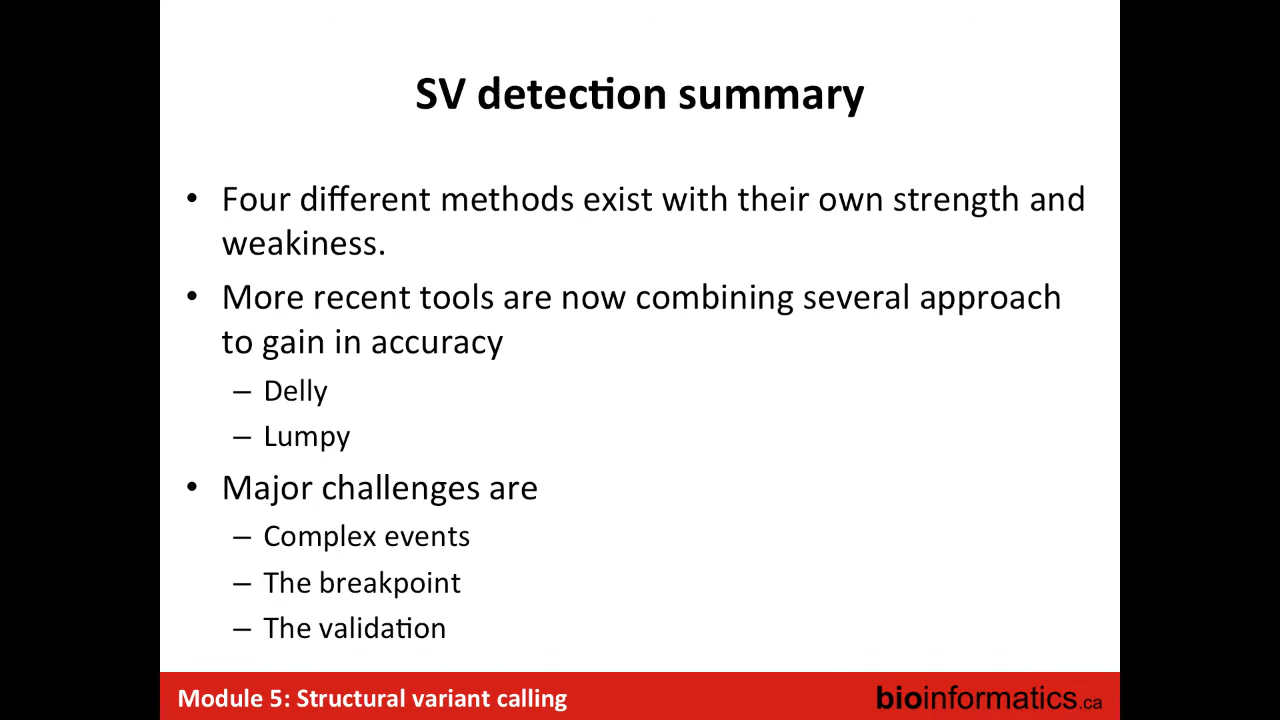 SV detection summary
• Four different methods exist with their own strength and
weakiness.
• More recent tools are now combining several approach
to gain in accuracy
– Delly
– Lumpy
• Major challenges are
– Complex events
– The breakpoint
– The validation
Module 5: Structural variant calling
bioinformatics.ca